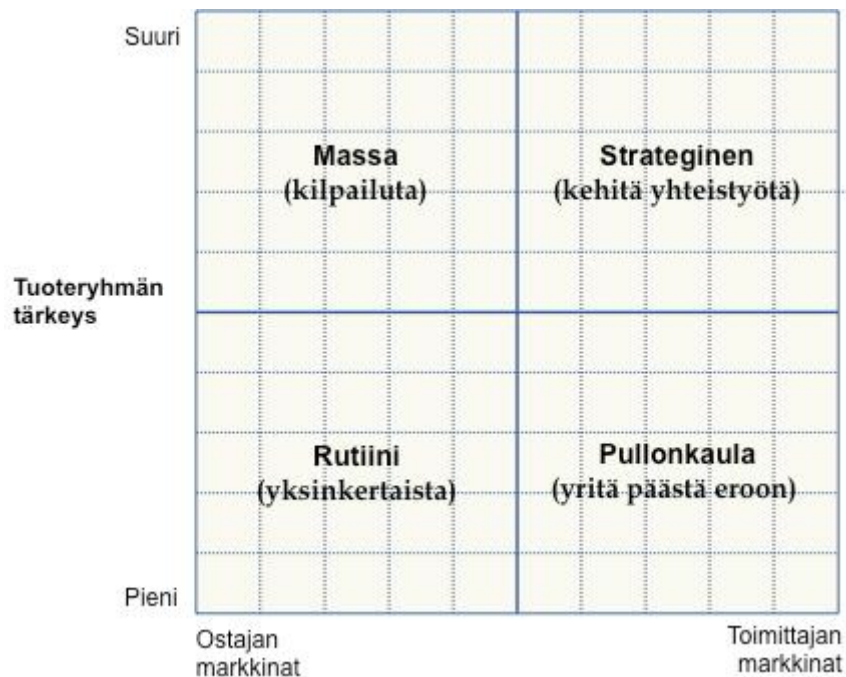 Suuri
Massa
(kilpailuta)
Strateginen
(kehitä yhteistyötä)
Tuoteryhmän
tärkeys
Rutiini
(yksinkertaista)
Pullonkaula
(yritä päästä eroon)
Pieni
Ostajan
markkinat
Toimittajan
markkinat